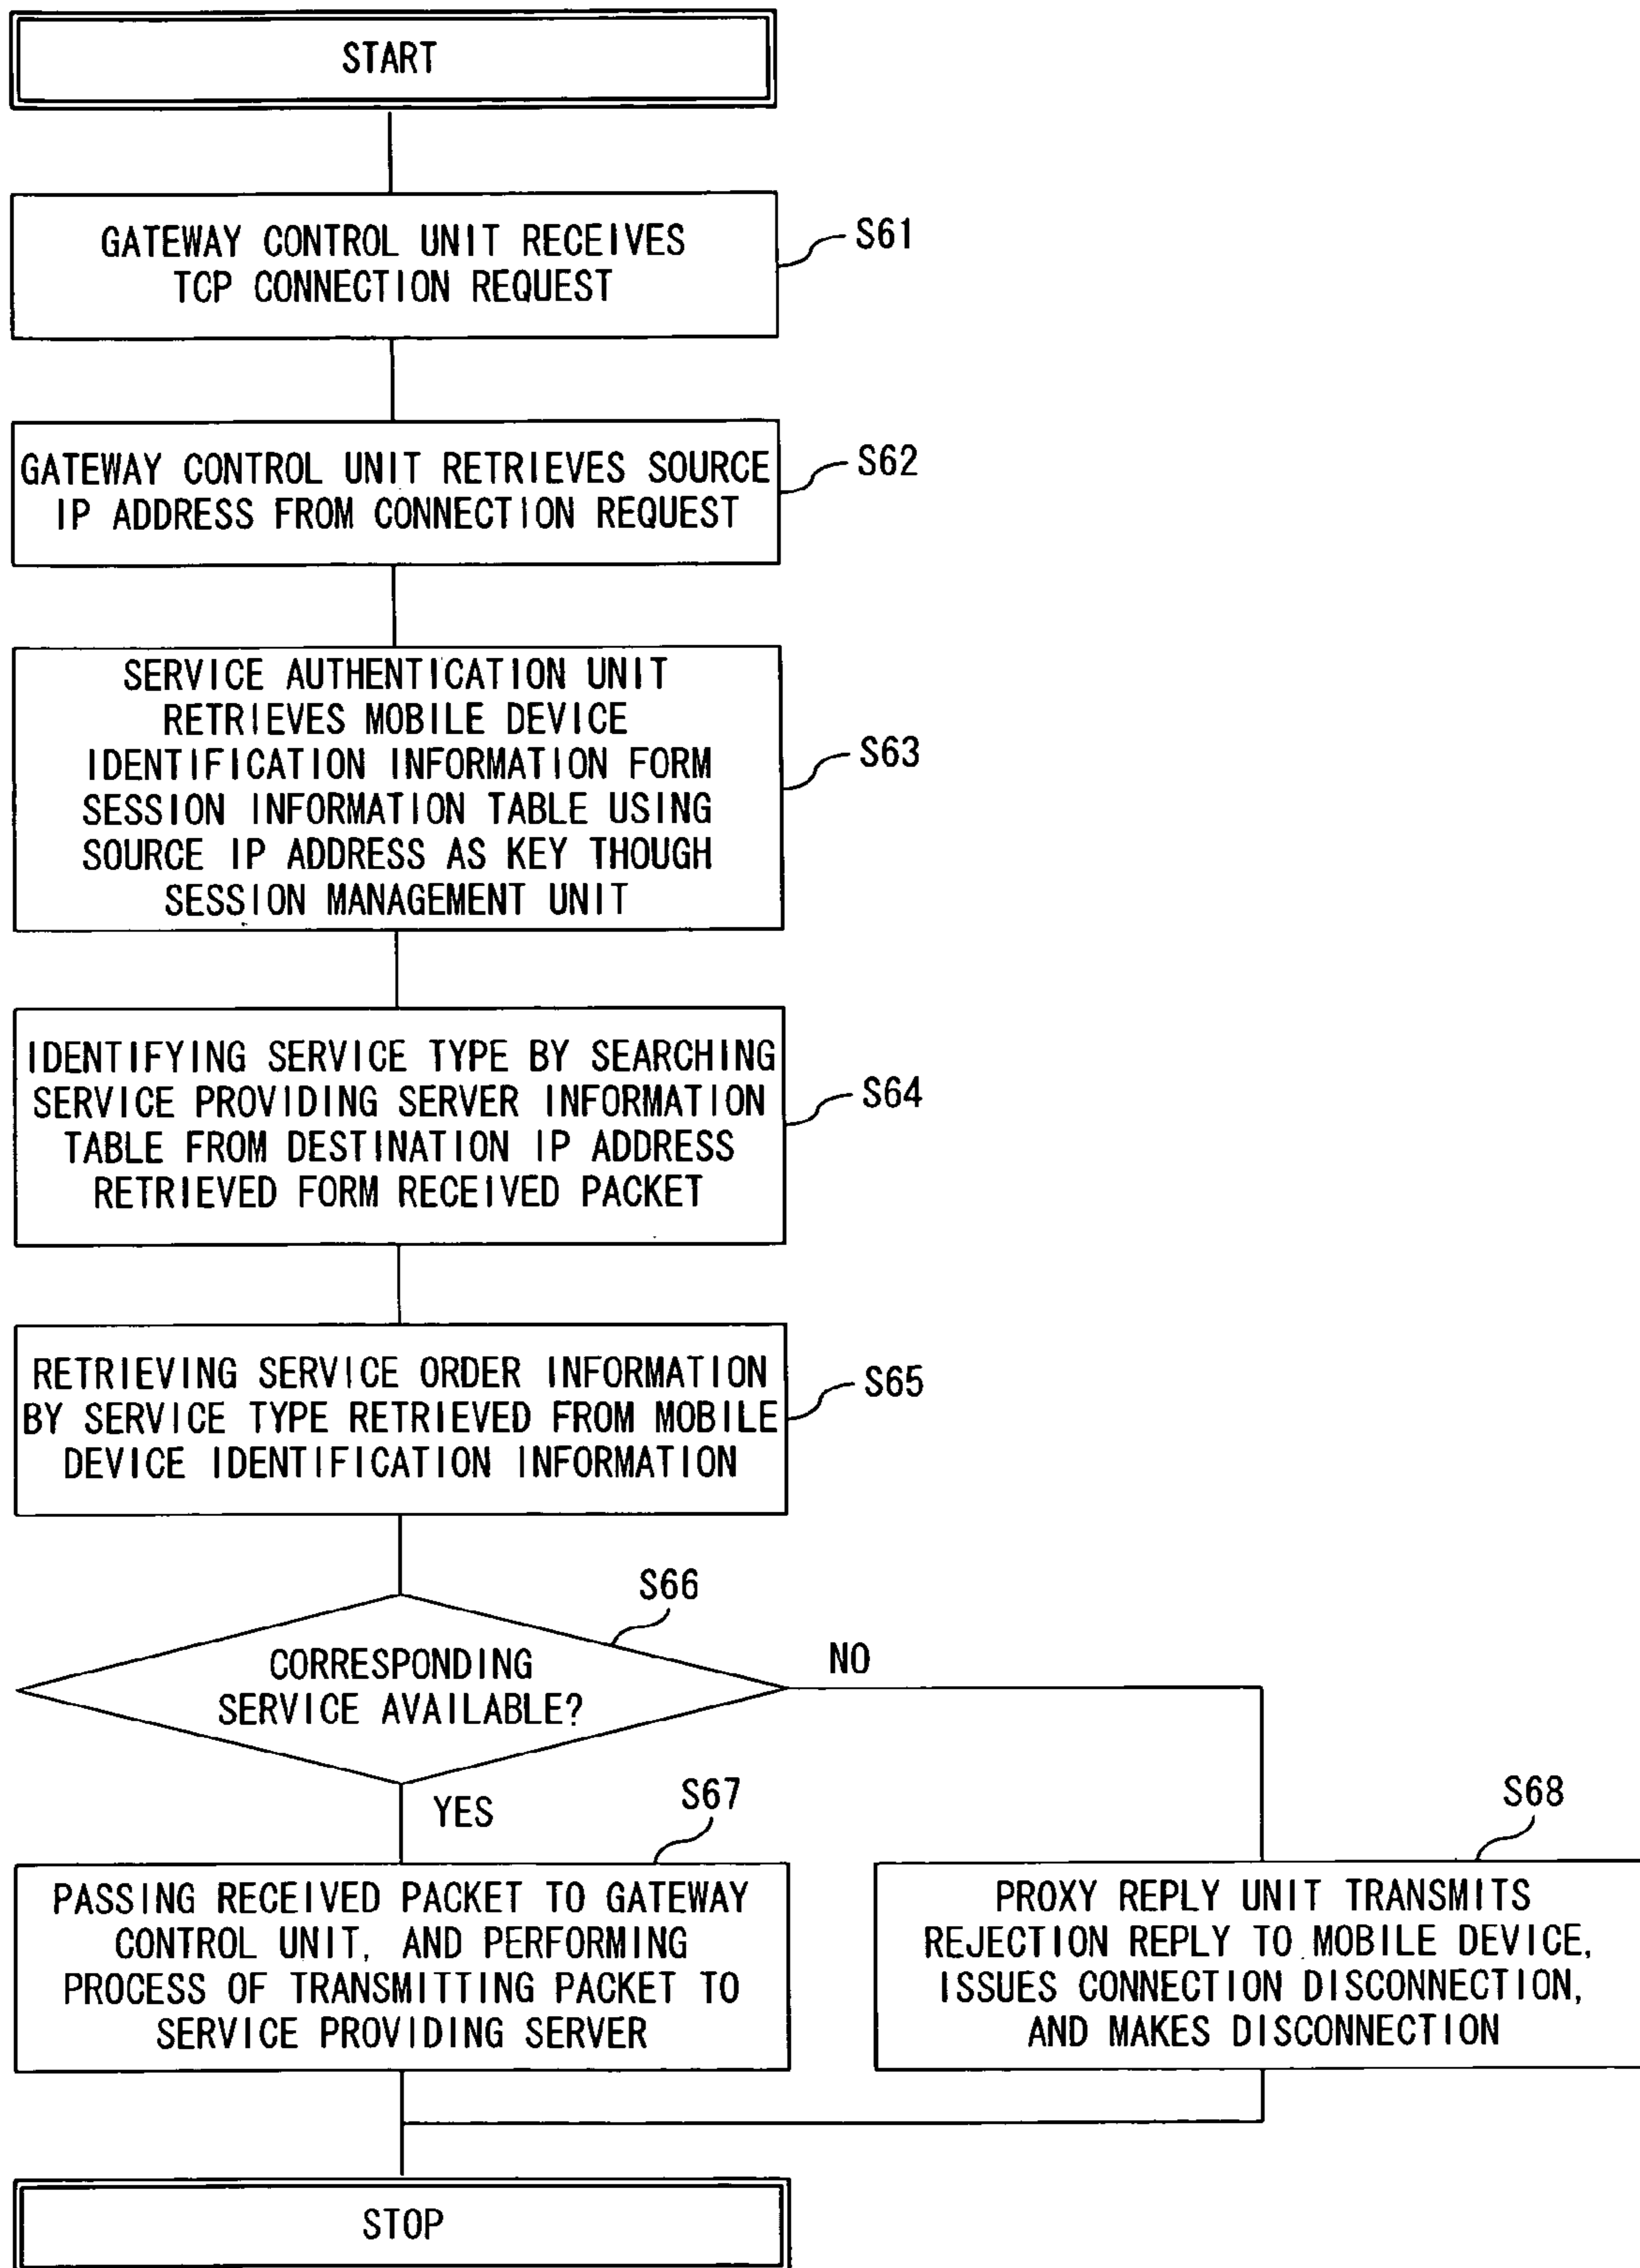 START
GATEWAY CONTROL UNIT RECEIVES
TCP CONNECTION REQUEST
S61
GATEWAY CONTROL UNIT RETRIEVES SOURCE
IP ADDRESS FROM CONNECTION REQUEST
S62
SERVICE AUTHENTICATION UNIT
RETRIEVES MOBILE DEVICE
IDENTIFICATION INFORMATION FORM
SESSION INFORMATION TABLE USING
SOURCE IP ADDRESS AS KEY THOUGH
SESSION MANAGEMENT UNIT
S63
IDENTIFYING SERVICE TYPE BY SEARCHING
SERVICE PROVIDING SERVER INFORMATION
TABLE FROM DESTINATION IP ADDRESS
RETRIEVED FORM RECEIVED PACKET
S64
RETRIEVING SERVICE ORDER INFORMATION
BY SERVICE TYPE RETRIEVED FROM MOBILE
DEVICE IDENTIFICATION INFORMATION
S65
S66
CORRESPONDING
SERVICE AVAILABLE?
NO
YES
S67
PASSING RECEIVED PACKET TO GATEWAY
CONTROL UNIT, AND PERFORMING
PROCESS OF TRANSMITTING PACKET TO
SERVICE PROVIDING SERVER
S68
PROXY REPLY UNIT TRANSMITS
REJECTION REPLY TO MOBILE DEVICE,
ISSUES CONNECTION DISCONNECTION,
AND MAKES DISCONNECTION
STOP